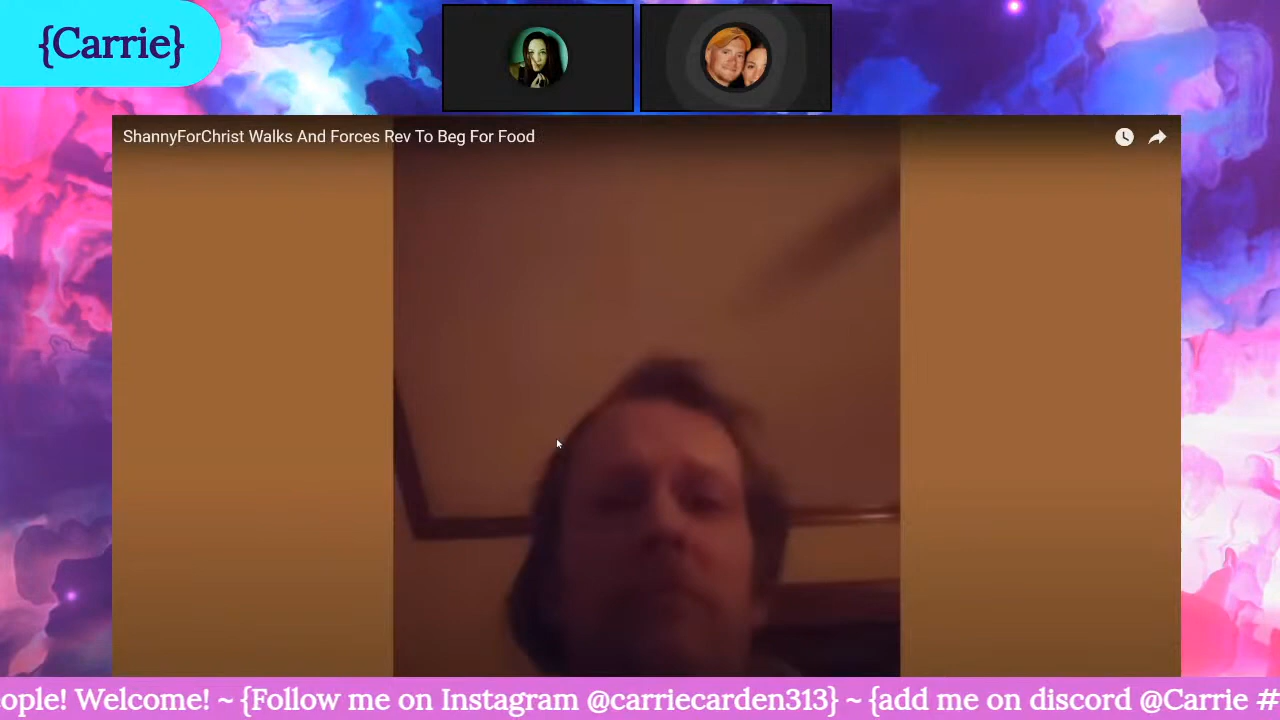 {Carrie}
ShannyForChrist Walks And Forces Rev To Beg For Food
ople! Welcome! ~ {Follow me on Instagram @carriecarden313} ~ {add me on discord @Carrie #